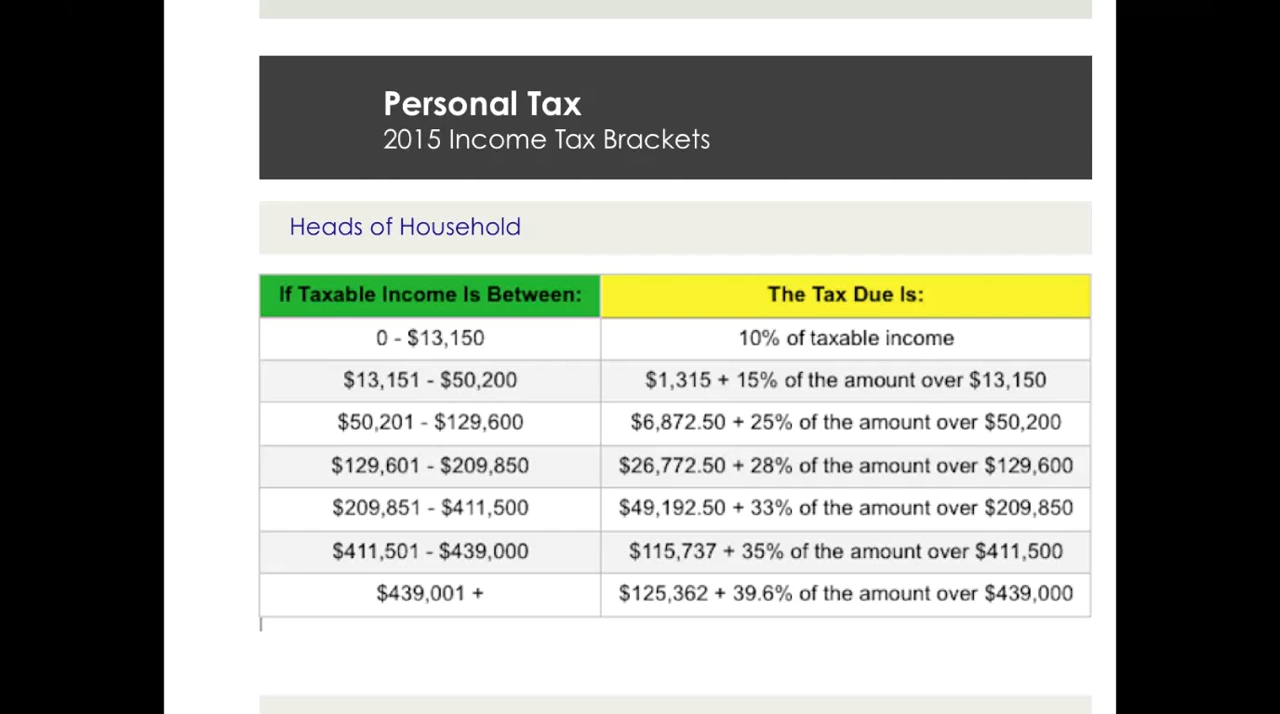 Personal Tax
2015 Income Tax Brackets
Heads of Household
If Taxable Income Is Between: The Tax Due Is:
0 - $13,150 10% of taxable income
$13,151 - $50,200 $1,315 + 15% of the amount over $13,150
$50,201 - $129,600 $6,872.50 + 25% of the amount over $50,200
$129,601 - $209,850 $26,772.50 + 28% of the amount over $129,600
$209,851 - $411,500 $49,192.50 + 33% of the amount over $209,850
$411,501 - $439,000 $115,737 + 35% of the amount over $411,500
$439,001 + $125,362 + 39.6% of the amount over $439,000